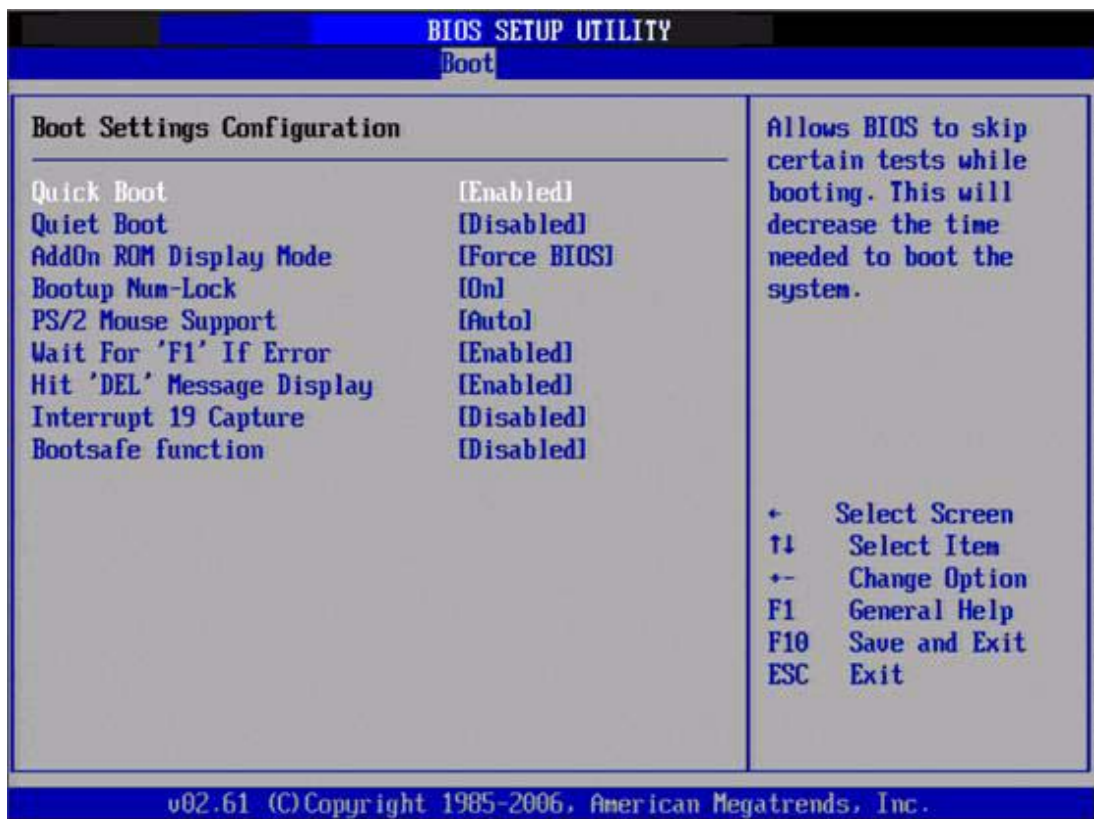 BIOS SETUP UTILITY
Boot
Boot Settings Configuration
Quick Boot [Enabled]
Quiet Boot [Disabled]
AddOn ROM Display Mode [Force BIOS]
Bootup Num-Lock [On]
PS/2 Mouse Support [Auto]
Wait For 'F1' If Error [Enabled]
Hit 'DEL' Message Display [Enabled]
Interrupt 19 Capture [Disabled]
Bootsafe function [Disabled]
Allows BIOS to skip
certain tests while
booting. This will
decrease the time
needed to boot the
system.
← Select Screen
↑↓ Select Item
+- Change Option
F1 General Help
F10 Save and Exit
ESC Exit
v02.61 (C)Copyright 1985-2006, American Megatrends, Inc.